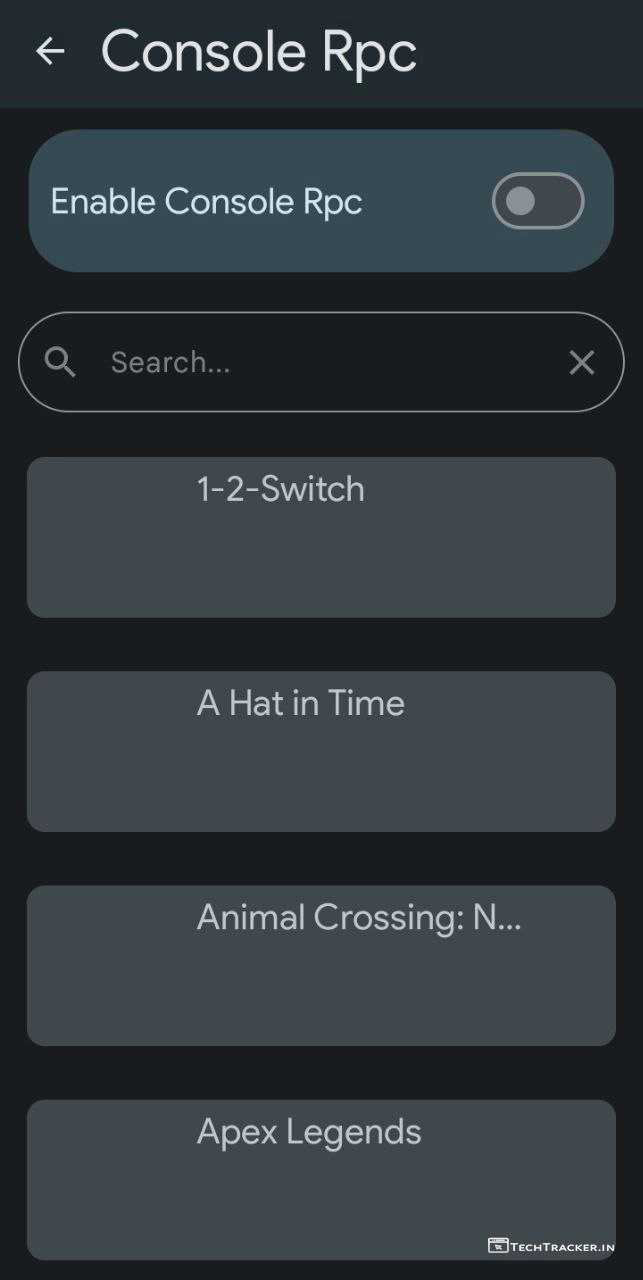 Console Rpc
Enable Console Rpc
Search...
1-2-Switch
A Hat in Time
Animal Crossing: N...
Apex Legends
TECHTRACKER.IN